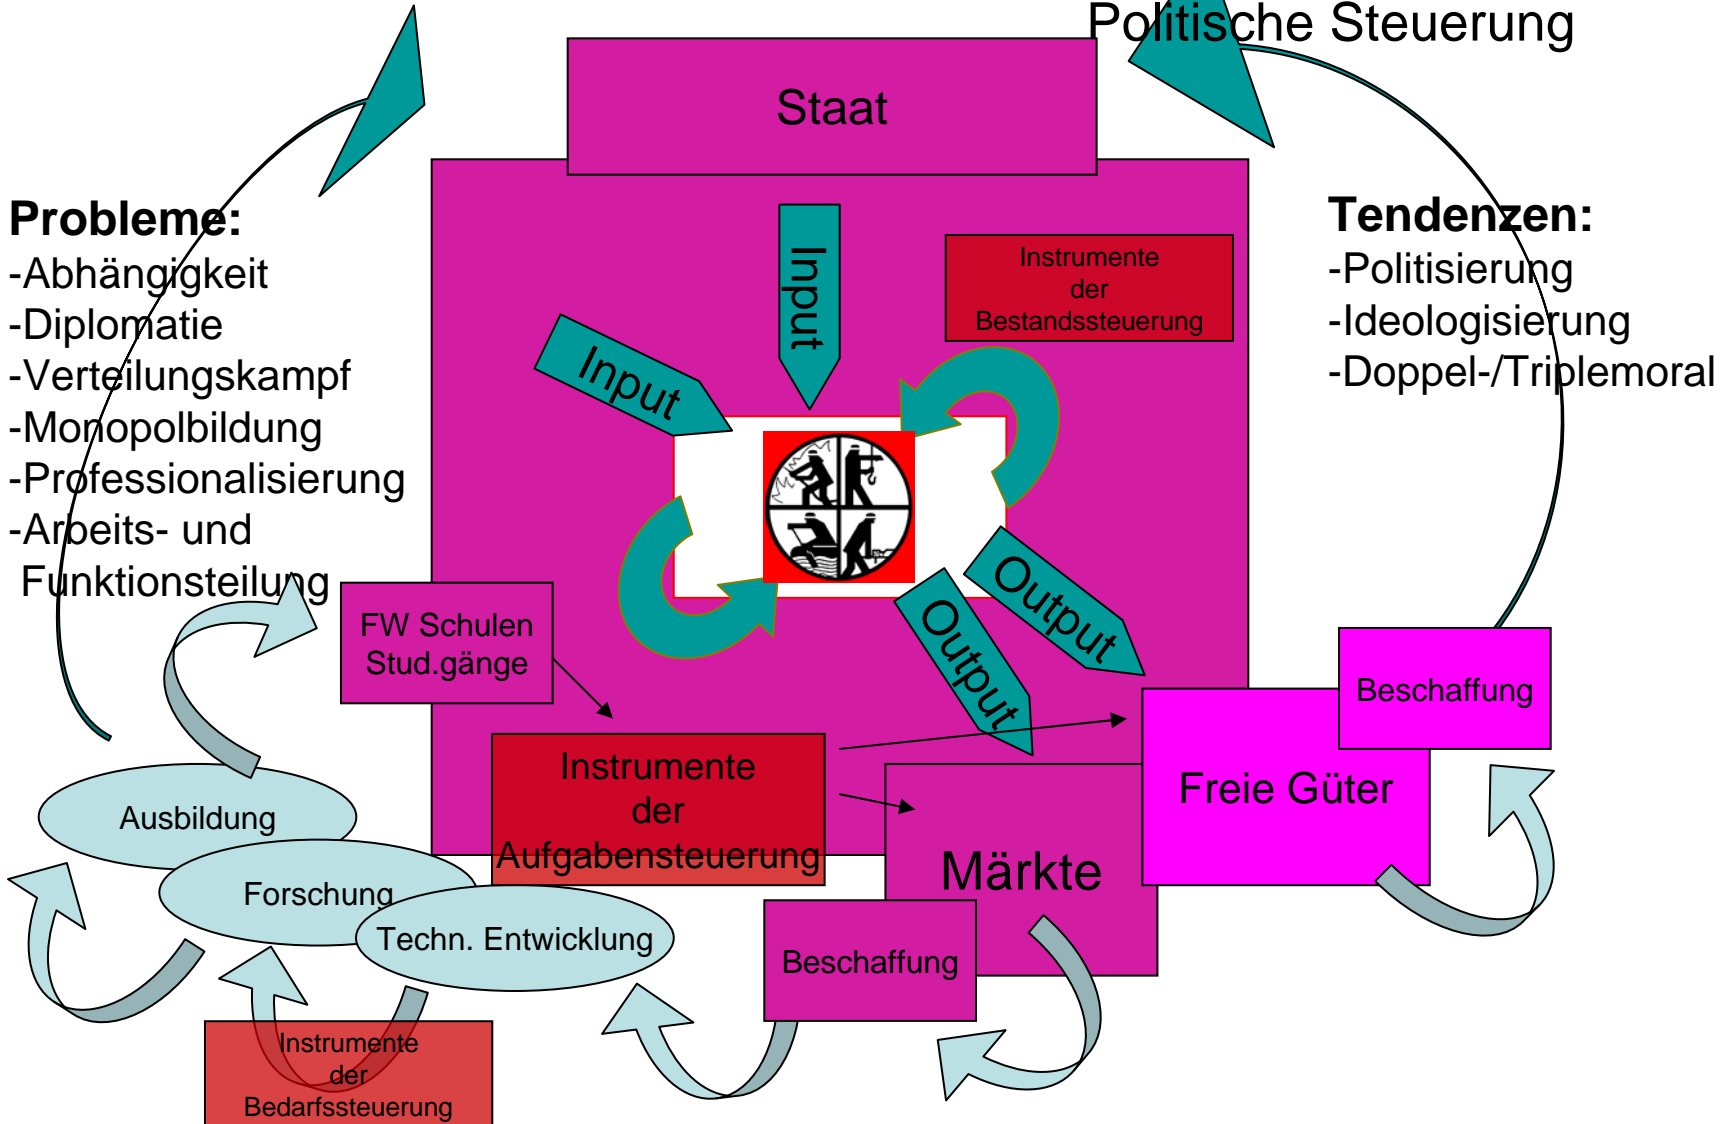 Politische Steuerung
Staat
Probleme:
-Abhängigkeit
-Diplomatie
-Verteilungskampf
-Monopolbildung
-Professionalisierung
-Arbeits- und
Funktionsteilung
Input
Input
Instrumente
der
Bestandssteuerung
Tendenzen:
-Politisierung
-Ideologisierung
-Doppel-/Triplemoral
Output
Output
FW Schulen
Stud.gänge
Instrumente
der
Aufgabensteuerung
Beschaffung
Freie Güter
Märkte
Beschaffung
Ausbildung
Forschung
Techn. Entwicklung
Instrumente
der
Bedarfssteuerung